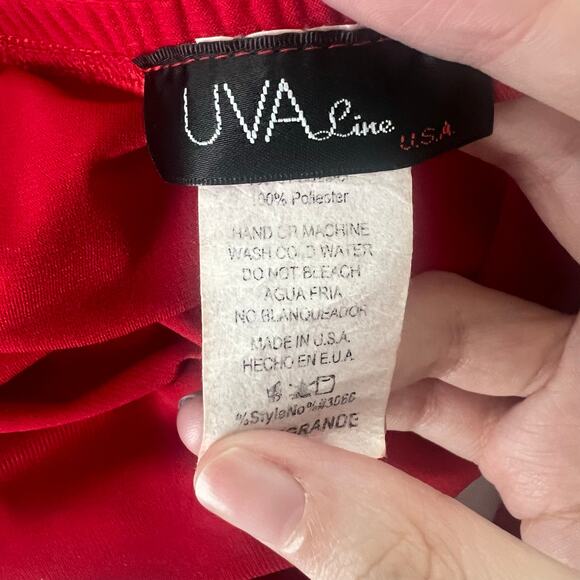 UVA Line
U.S.A.
100% Poliester
HAND OR MACHINE
WASH COLD WATER
DO NOT BLEACH
AGUA FRIA
NO BLANQUEADOR
MADE IN U.S.A.
HECHO EN E.U.A.
%StyleNo%#3066
GRANDE